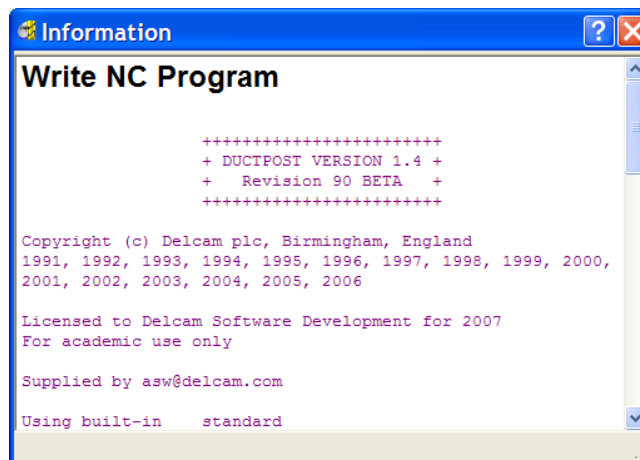 Information
Write NC Program
++++++++++++++++++++++++
+ DUCTPOST VERSION 1.4 +
+   Revision 90 BETA   +
++++++++++++++++++++++++
Copyright (c) Delcam plc, Birmingham, England
1991, 1992, 1993, 1994, 1995, 1996, 1997, 1998, 1999, 2000,
2001, 2002, 2003, 2004, 2005, 2006
Licensed to Delcam Software Development for 2007
For academic use only
Supplied by asw@delcam.com
Using built-in    standard